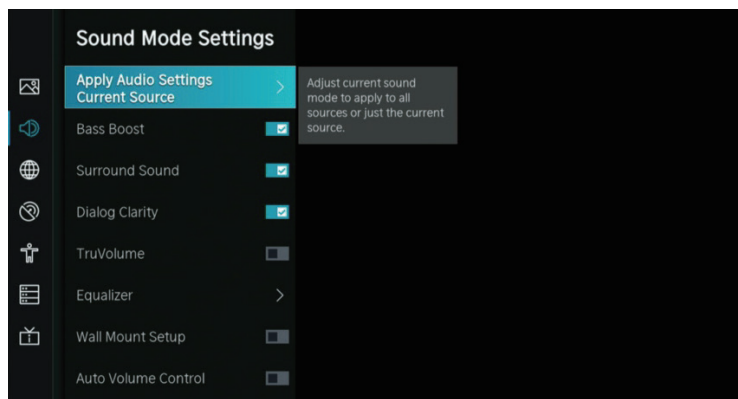 Sound Mode Settings
Apply Audio Settings
Current Source
Adjust current sound
mode to apply to all
sources or just the current
source.
Bass Boost
Surround Sound
Dialog Clarity
TruVolume
Equalizer
Wall Mount Setup
Auto Volume Control